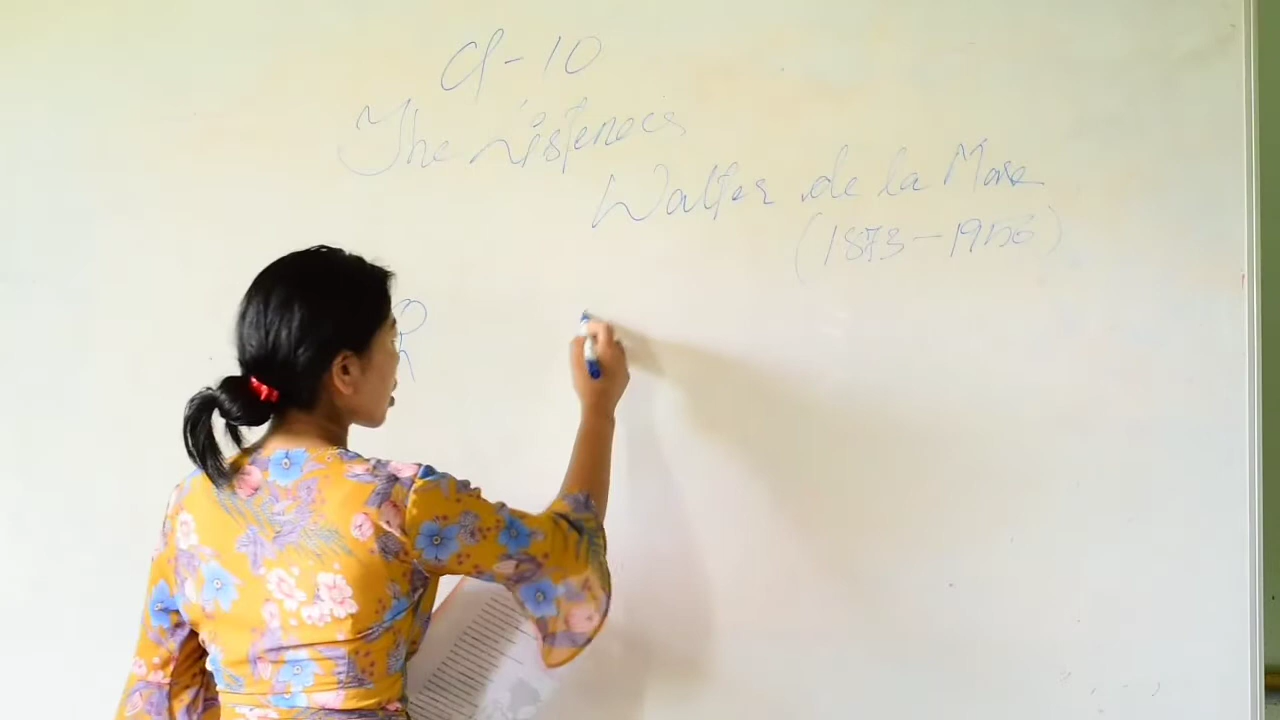 Cl-10
The Listeners
Walter de la Mare
(1873-1956)
R